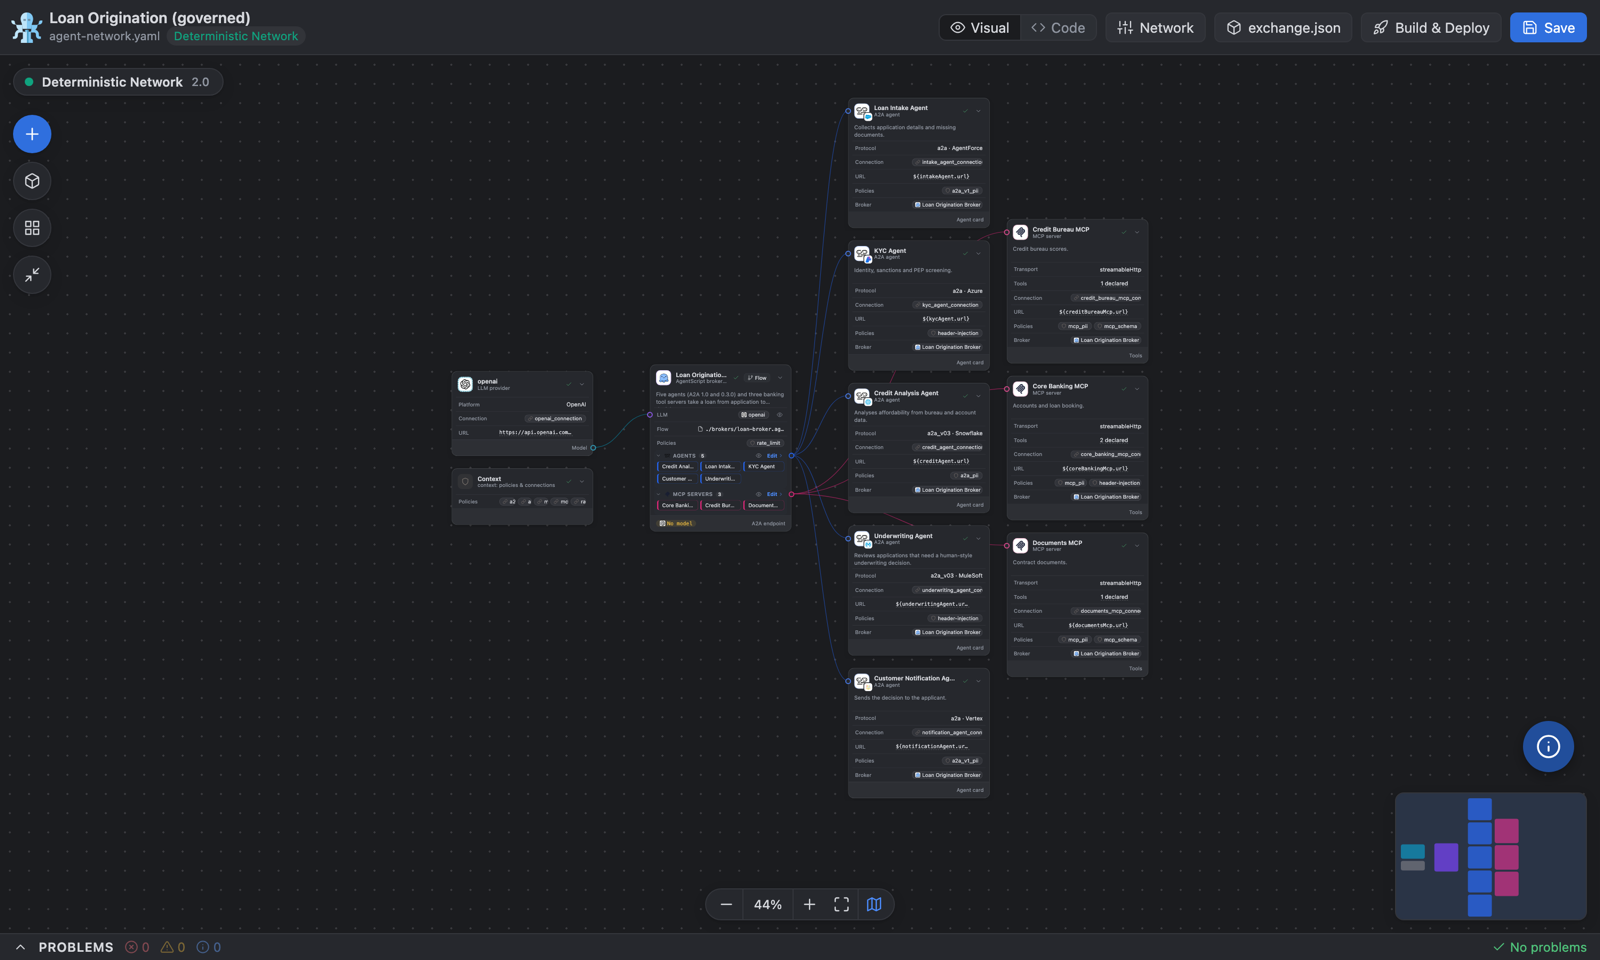 Loan Origination (governed)
agent-network.yaml
Deterministic Network
Visual
Code
Network
exchange.json
Build & Deploy
Save
Deterministic Network 2.0
openai
LLM provider
Platform OpenAI
Connection openai_connection
URL https://api.openai.com...
Model
Context
context: policies & connections
Policies
Loan Originatio...
AgentScript broker...
Flow
Five agents (A2A 1.0 and 0.3.0) and three banking
tool servers take a loan from application to...
LLM openai
Flow ./brokers/loan-broker.ag...
Policies rate_limit
AGENTS 5 Edit
Credit Anal... Loan Intak... KYC Agent
Customer ... Underwriti...
MCP SERVERS 3 Edit
Core Banki... Credit Bur... Document...
No model
A2A endpoint
Loan Intake Agent
A2A agent
Collects application details and missing
documents.
Protocol a2a · AgentForce
Connection intake_agent_connectio
URL ${intakeAgent.url}
Policies a2a_v1_pii
Broker Loan Origination Broker
Agent card
KYC Agent
A2A agent
Identity, sanctions and PEP screening.
Protocol a2a · Azure
Connection kyc_agent_connection
URL ${kycAgent.url}
Policies header-injection
Broker Loan Origination Broker
Agent card
Credit Analysis Agent
A2A agent
Analyses affordability from bureau and account
data.
Protocol a2a_v03 · Snowflake
Connection credit_agent_connectio
URL ${creditAgent.url}
Policies a2a_pii
Broker Loan Origination Broker
Agent card
Underwriting Agent
A2A agent
Reviews applications that need a human-style
underwriting decision.
Protocol a2a_v03 · MuleSoft
Connection underwriting_agent_cor
URL ${underwritingAgent.ur...
Policies header-injection
Broker Loan Origination Broker
Agent card
Customer Notification Ag...
A2A agent
Sends the decision to the applicant.
Protocol a2a · Vertex
Connection notification_agent_conn
URL ${notificationAgent.ur...
Policies a2a_v1_pii
Broker Loan Origination Broker
Agent card
Credit Bureau MCP
MCP server
Credit bureau scores.
Transport streamableHttp
Tools 1 declared
Connection credit_bureau_mcp_con
URL ${creditBureauMcp.url}
Policies mcp_pii mcp_schema
Broker Loan Origination Broker
Tools
Core Banking MCP
MCP server
Accounts and loan booking.
Transport streamableHttp
Tools 2 declared
Connection core_banking_mcp_con
URL ${coreBankingMcp.url}
Policies mcp_pii header-injection
Broker Loan Origination Broker
Tools
Documents MCP
MCP server
Contract documents.
Transport streamableHttp
Tools 1 declared
Connection documents_mcp_conne
URL ${documentsMcp.url}
Policies mcp_pii mcp_schema
Broker Loan Origination Broker
Tools
44%
PROBLEMS 0 0 0
No problems